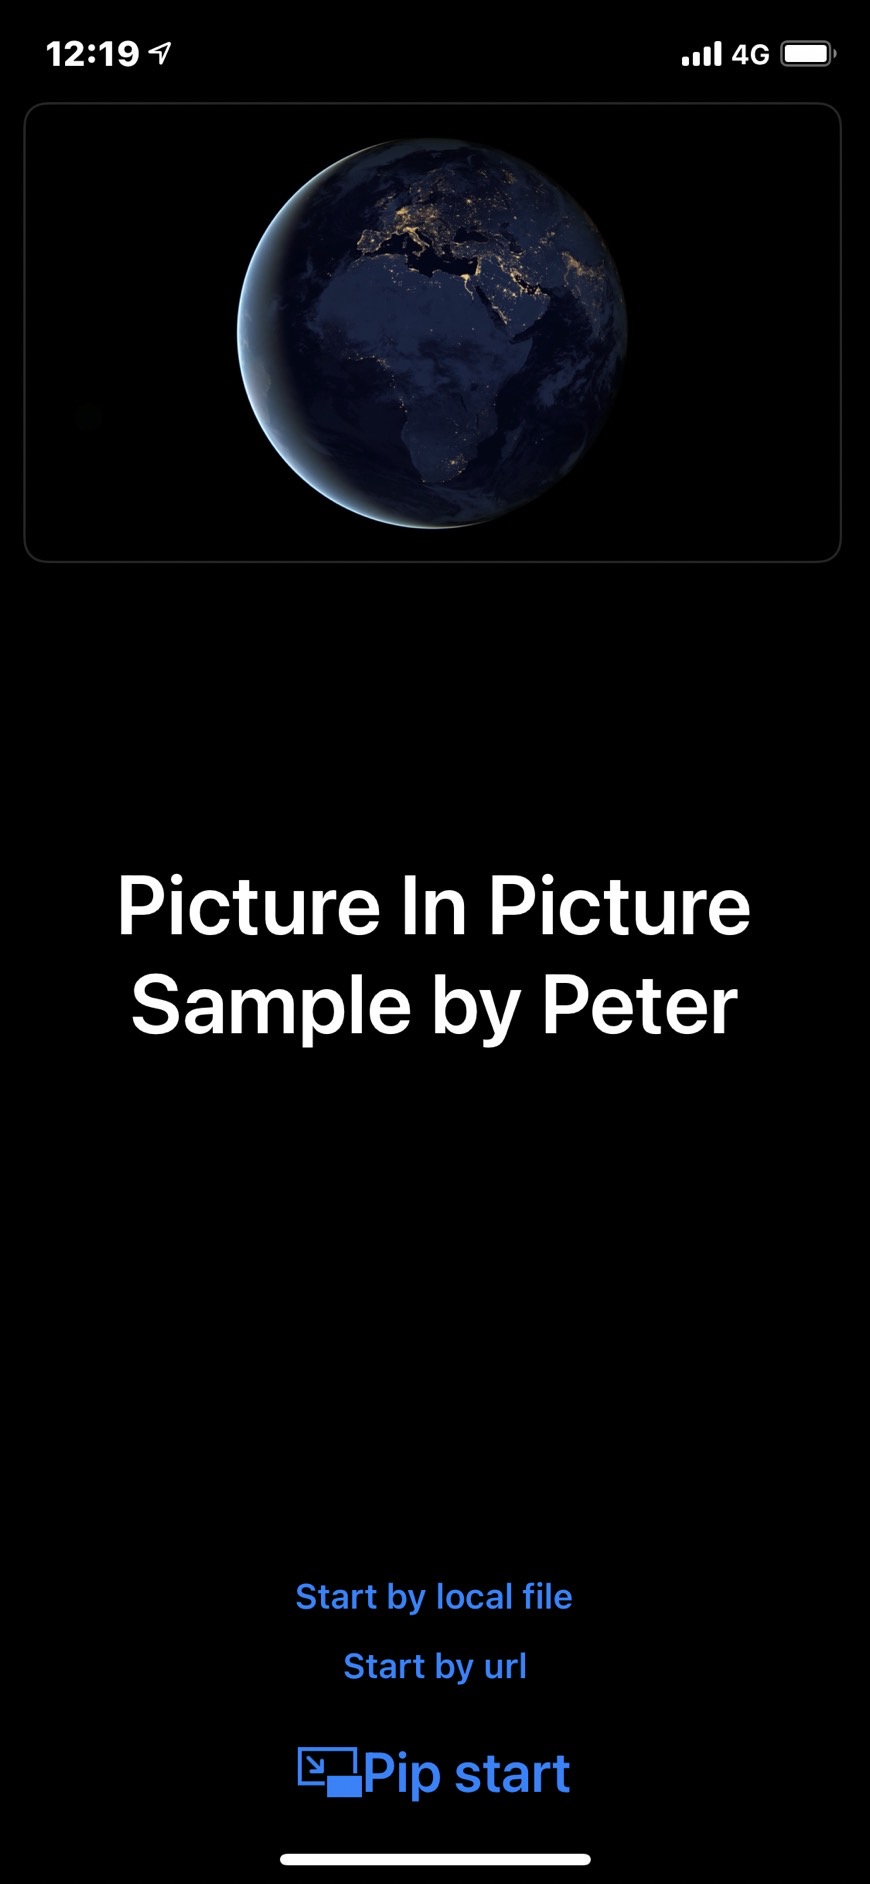 12:19
4G
Picture In Picture
Sample by Peter
Start by local file
Start by url
Pip start